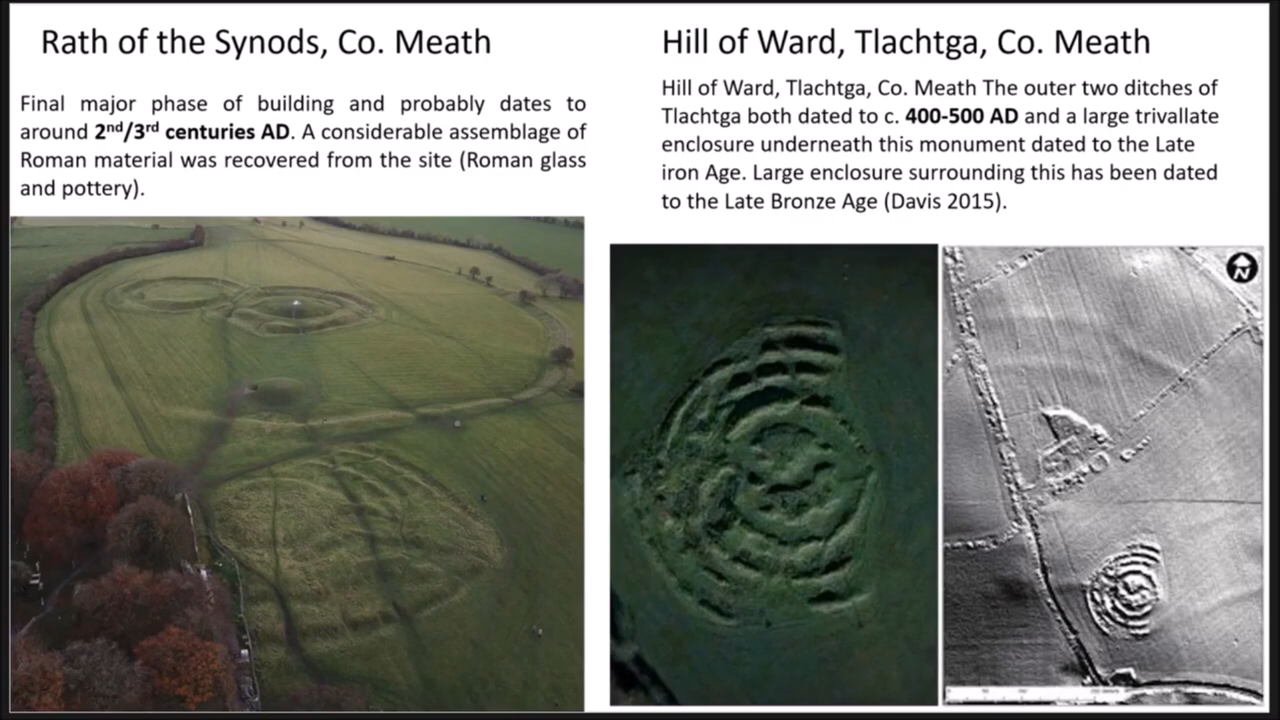 Rath of the Synods, Co. Meath
Final major phase of building and probably dates to
around 2nd/3rd centuries AD. A considerable assemblage of
Roman material was recovered from the site (Roman glass
and pottery).
Hill of Ward, Tlachtga, Co. Meath
Hill of Ward, Tlachtga, Co. Meath The outer two ditches of
Tlachtga both dated to c. 400-500 AD and a large trivallate
enclosure underneath this monument dated to the Late
iron Age. Large enclosure surrounding this has been dated
to the Late Bronze Age (Davis 2015).
N